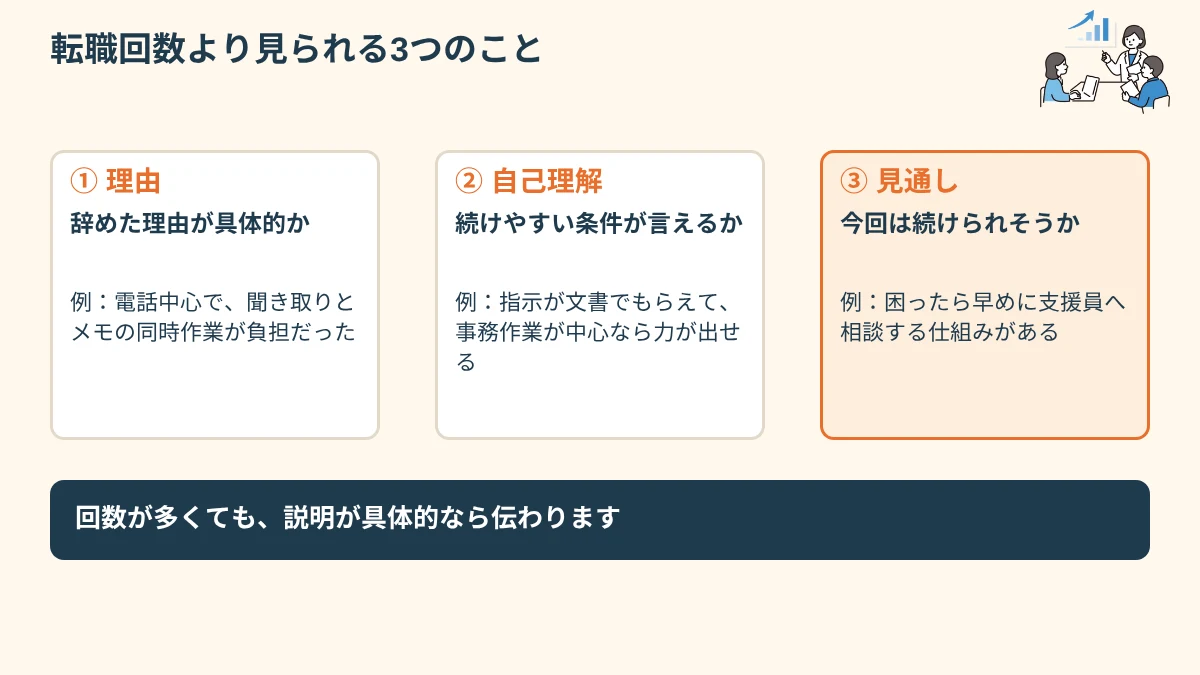 転職回数より見られる3つのこと
① 理由
辞めた理由が具体的か
例：電話中心で、聞き取りと
メモの同時作業が負担だった
② 自己理解
続けやすい条件が言えるか
例：指示が文書でもらえて、
事務作業が中心なら力が出せ
る
③ 見通し
今回は続けられそうか
例：困ったら早めに支援員へ
相談する仕組みがある
回数が多くても、説明が具体的なら伝わります